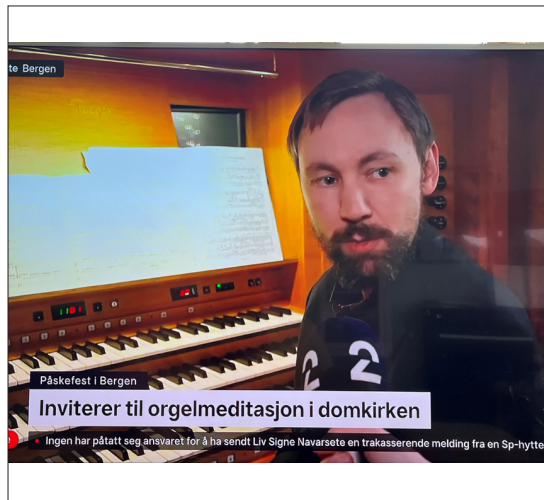 te Bergen
2
2
Påskefest i Bergen
Inviterer til orgelmeditasjon i domkirken
Ingen har påtatt seg ansvaret for å ha sendt Liv Signe Navarsete en trakasserende melding fra en Sp-hytte